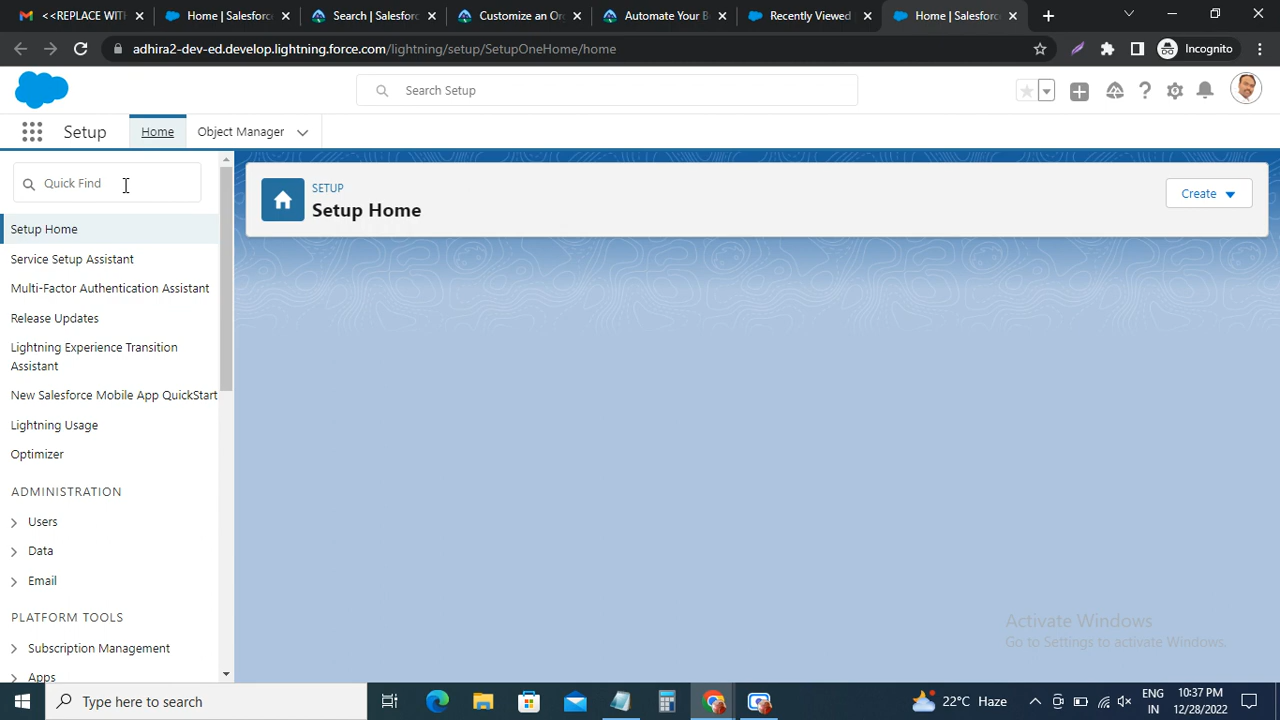 <<REPLACE WITH
Home | Salesforc
Search | Salesfor
Customize an Or
Automate Your B
Recently Viewed
Home | Salesforc
adhira2-dev-ed.develop.lightning.force.com/lightning/setup/SetupOneHome/home
Incognito
Search Setup
Setup
Home
Object Manager
Quick Find
Setup Home
Service Setup Assistant
Multi-Factor Authentication Assistant
Release Updates
Lightning Experience Transition
Assistant
New Salesforce Mobile App QuickStart
Lightning Usage
Optimizer
ADMINISTRATION
Users
Data
Email
PLATFORM TOOLS
Subscription Management
Apps
SETUP
Setup Home
Create
Activate Windows
Go to Settings to activate Windows.
Type here to search
22°C Haze
ENG
IN
10:37 PM
12/28/2022